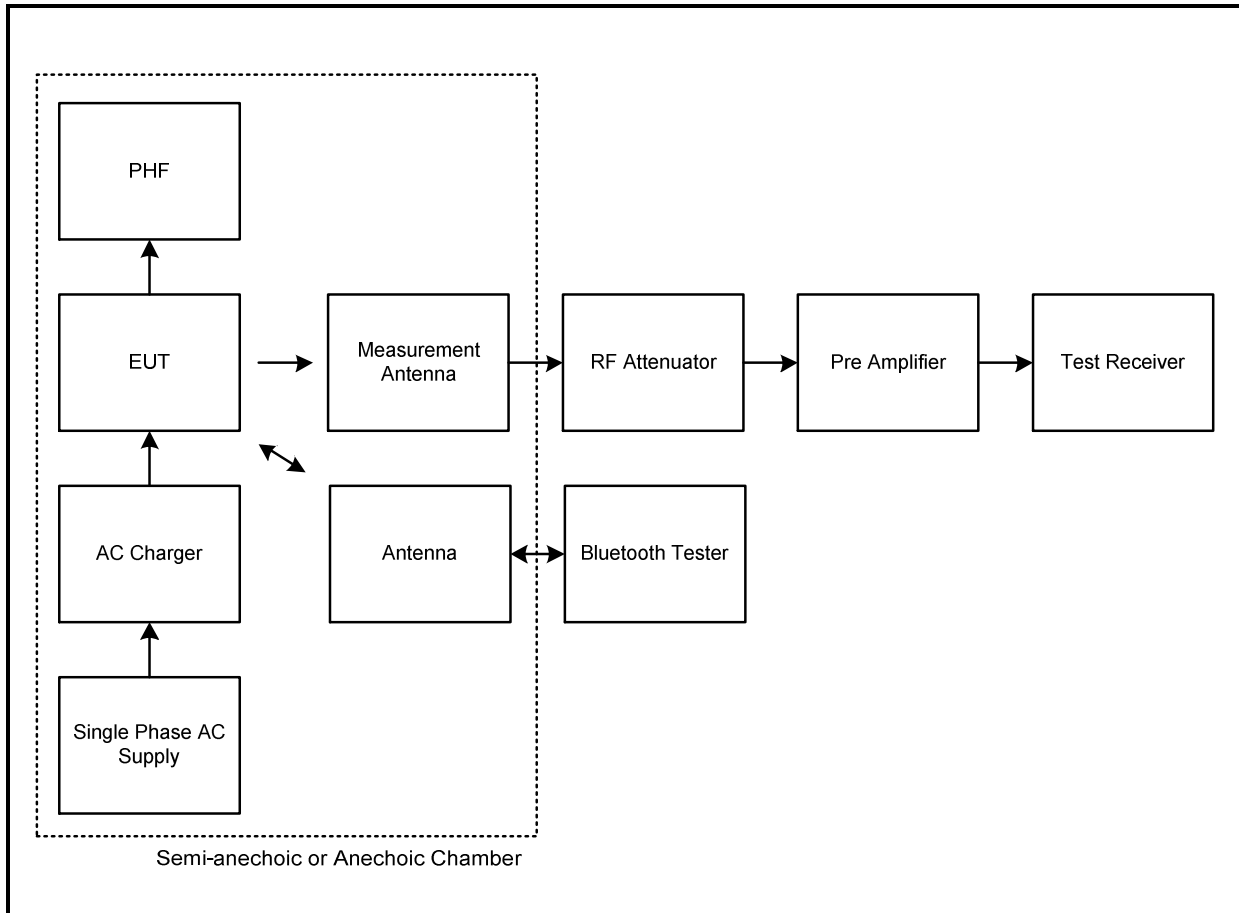 PHF
EUT
Measurement
Antenna
RF Attenuator
Pre Amplifier
Test Receiver
AC Charger
Antenna
Bluetooth Tester
Single Phase AC
Supply
Semi-anechoic or Anechoic Chamber